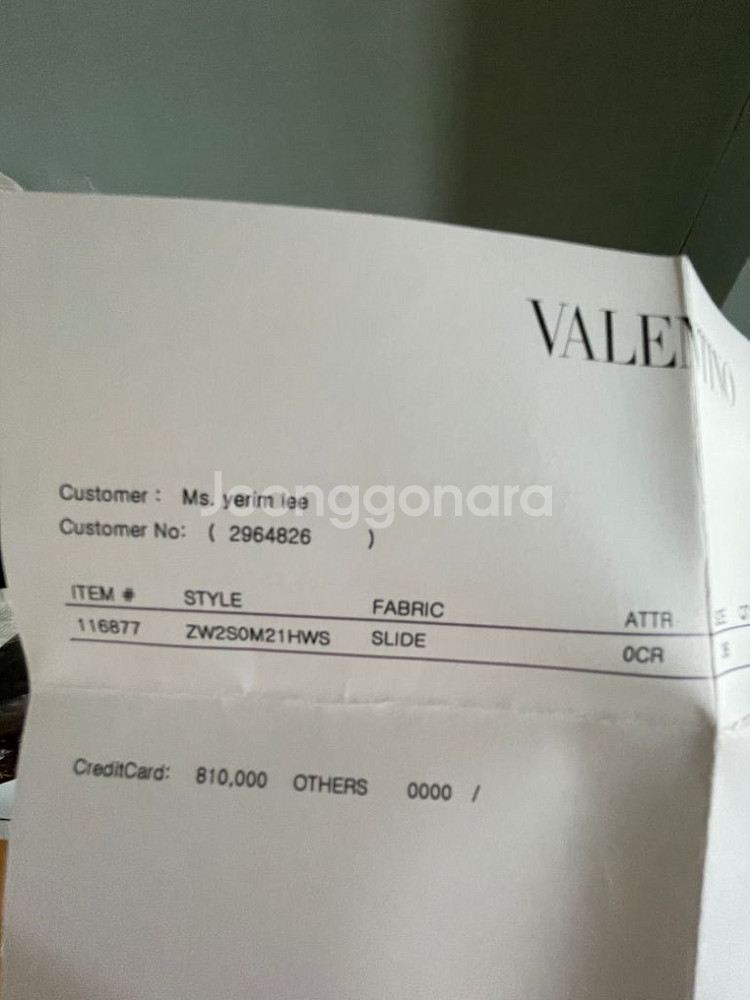 VALENTINO
Customer : Ms. yerim lee
Joonggonara
Customer No: ( 2964826 )
ITEM # STYLE FABRIC ATTR
116877 ZW2S0M21HWS SLIDE 0CR
CreditCard: 810,000 OTHERS 0000 /